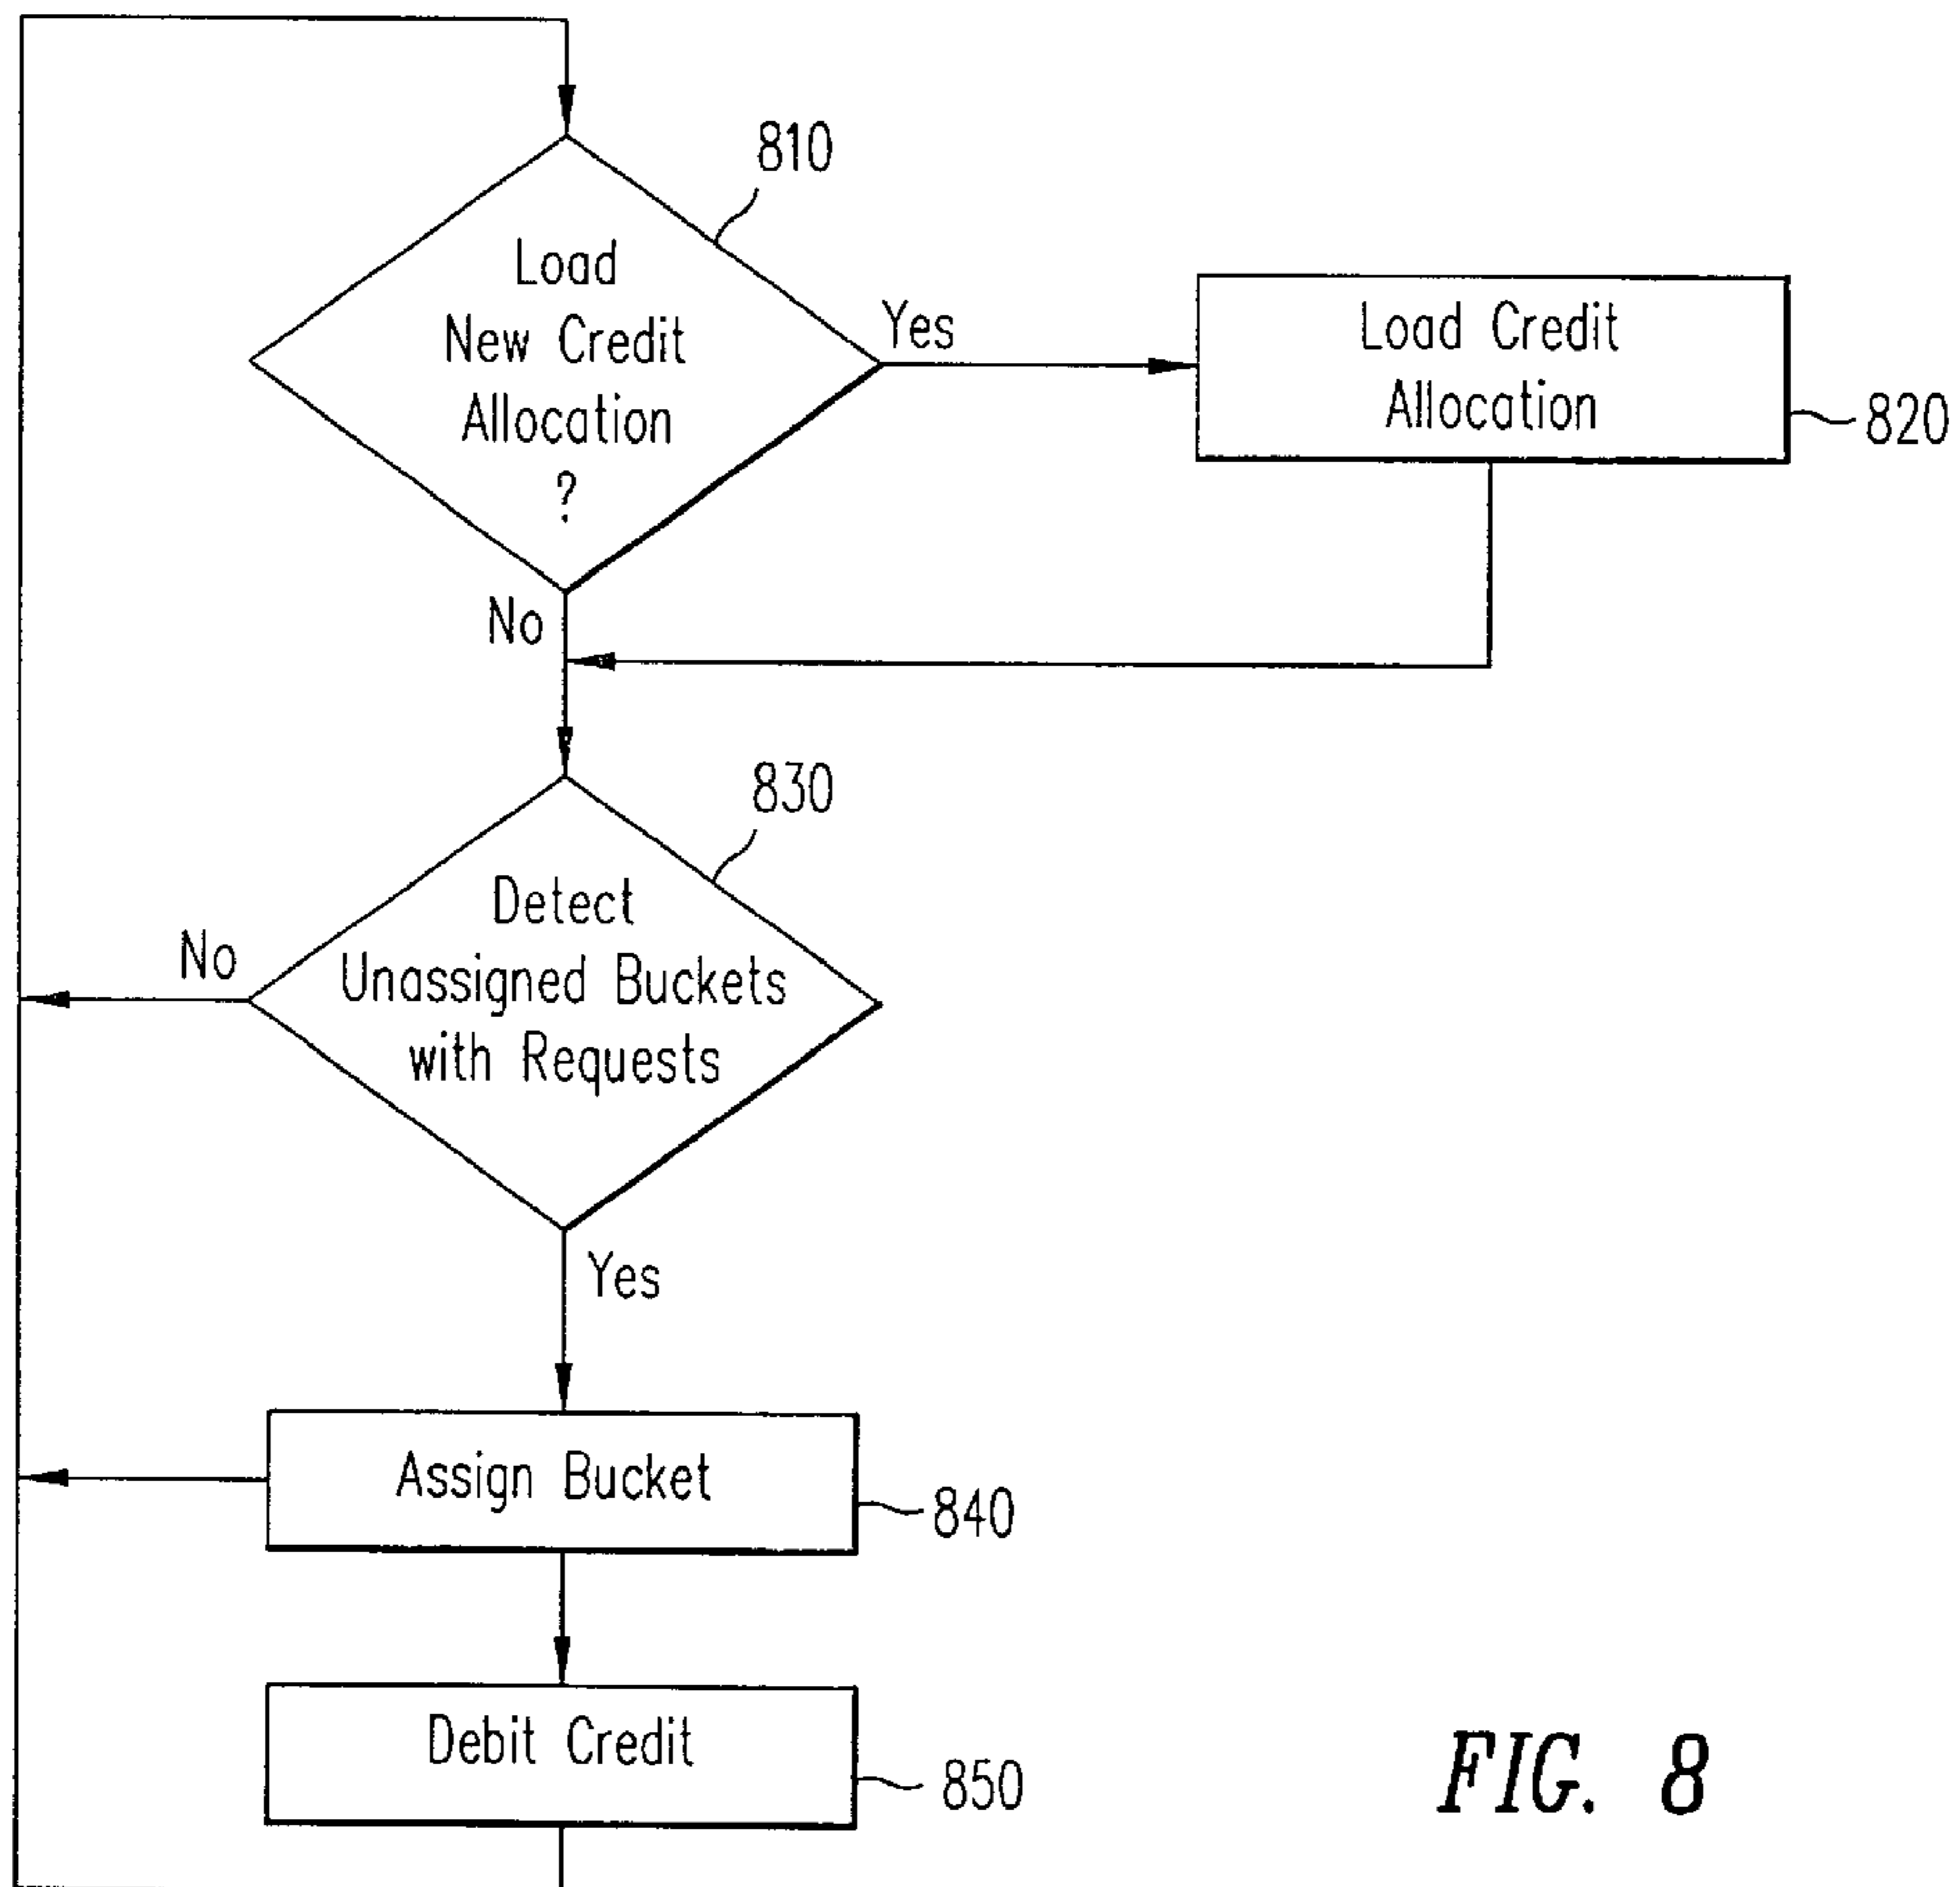 810
Load
New Credit
Allocation
?
Yes
Load Credit
Allocation
820
No
830
Detect
Unassigned Buckets
with Requests
No
Yes
Assign Bucket
840
Debit Credit
850
FIG. 8